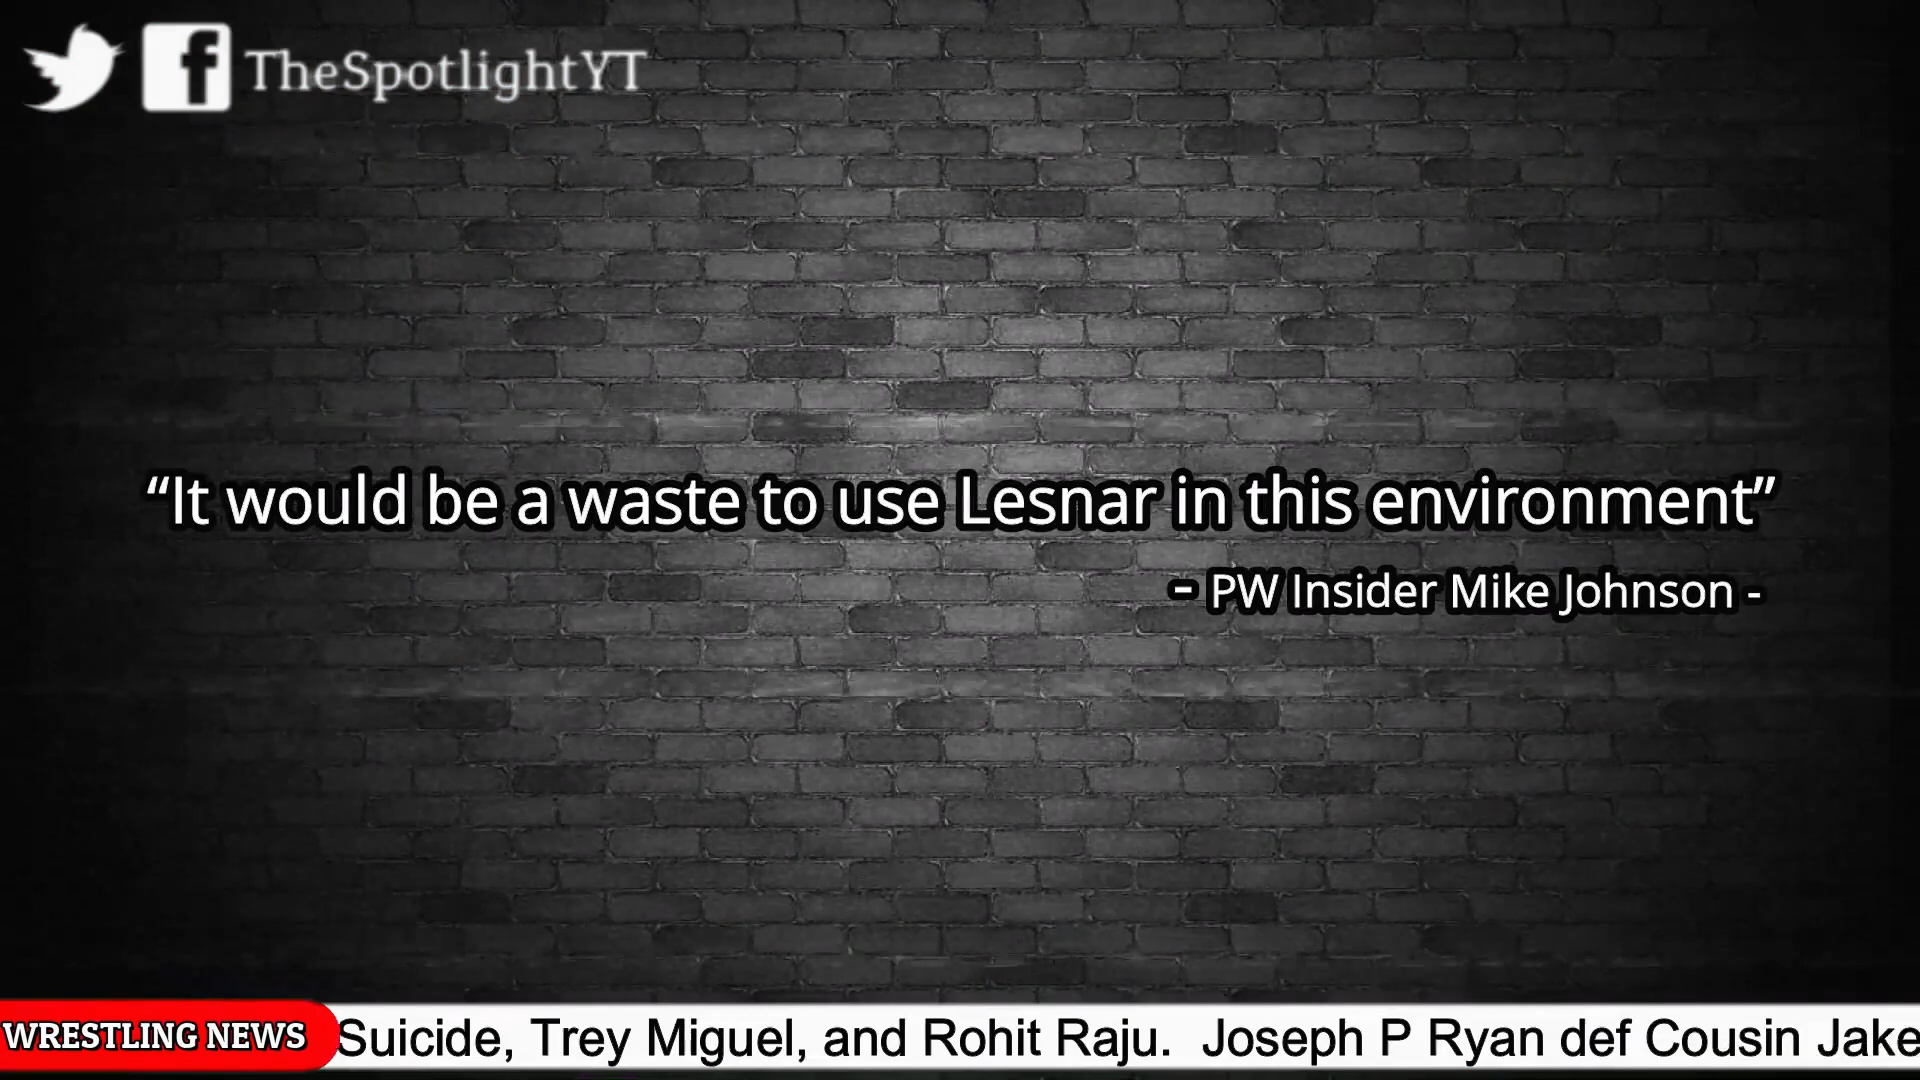 TheSpotlightYT
“It would be a waste to use Lesnar in this environment”
- PW Insider Mike Johnson -
WRESTLING NEWS
Suicide, Trey Miguel, and Rohit Raju.  Joseph P Ryan def Cousin Jake